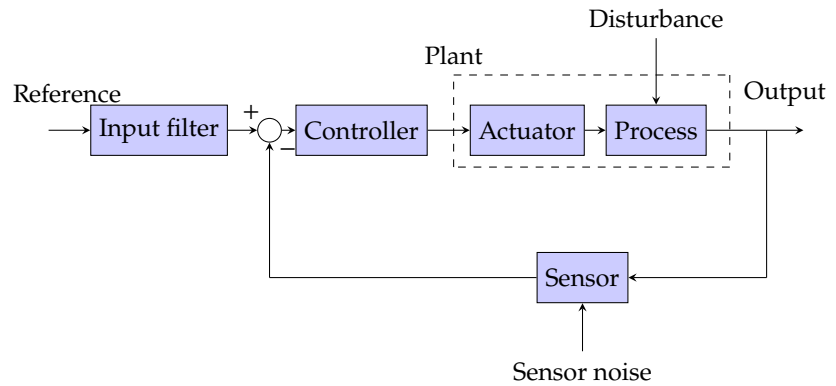 Disturbance
Plant
Reference
Output
Input filter
+
−
Controller
Actuator
Process
Sensor
Sensor noise